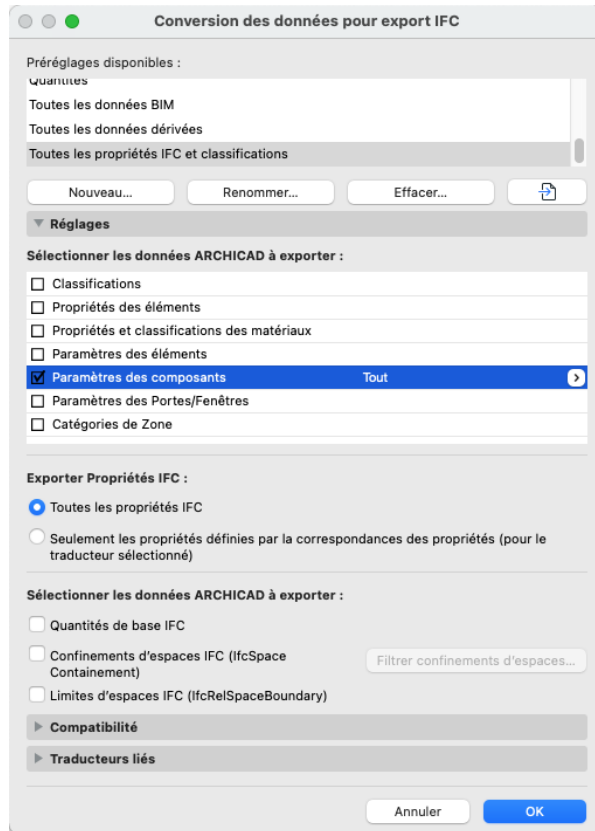 Conversion des données pour export IFC
Préréglages disponibles :
Quantités
Toutes les données BIM
Toutes les données dérivées
Toutes les propriétés IFC et classifications
Nouveau...
Renommer...
Effacer...
Réglages
Sélectionner les données ARCHICAD à exporter :
Classifications
Propriétés des éléments
Propriétés et classifications des matériaux
Paramètres des éléments
Paramètres des composants Tout
Paramètres des Portes/Fenêtres
Catégories de Zone
Exporter Propriétés IFC :
Toutes les propriétés IFC
Seulement les propriétés définies par la correspondances des propriétés (pour le
traducteur sélectionné)
Sélectionner les données ARCHICAD à exporter :
Quantités de base IFC
Confinements d'espaces IFC (IfcSpace
Containement)
Filtrer confinements d'espaces...
Limites d'espaces IFC (IfcRelSpaceBoundary)
Compatibilité
Traducteurs liés
Annuler
OK